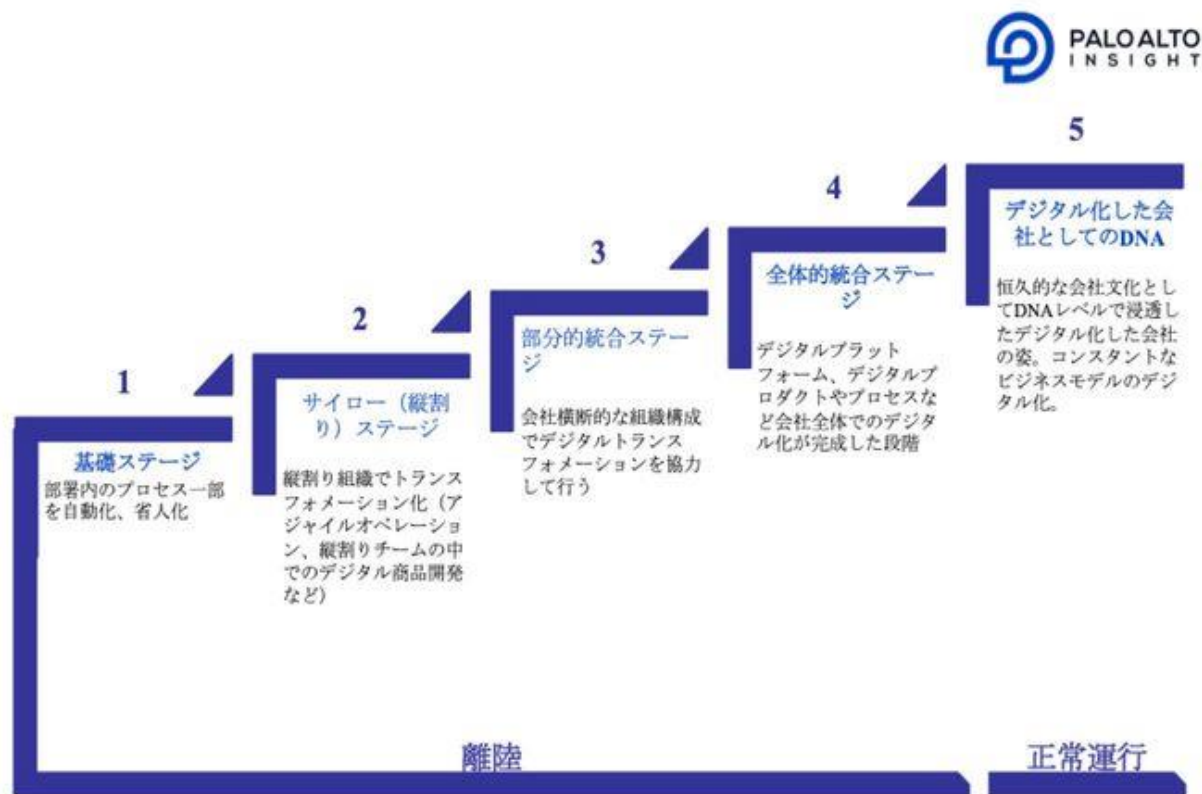 PALO ALTO
INSIGHT
1
基礎ステージ
部署内のプロセス一部
を自動化、省人化
2
サイロー（縦割
り）ステージ
縦割り組織でトランス
フォメーション化（ア
ジャイルオペレーショ
ン、縦割りチームの中
でのデジタル商品開発
など）
3
部分的統合ステー
ジ
会社横断的な組織構成
でデジタルトランス
フォメーションを協力
して行う
4
全体的統合ステー
ジ
デジタルプラット
フォーム、デジタルプ
ロダクトやプロセスな
ど会社全体でのデジタ
ル化が完成した段階
5
デジタル化した会
社としてのDNA
恒久的な会社文化とし
てDNAレベルで浸透し
たデジタル化した会社
の姿。コンスタントな
ビジネスモデルのデジ
タル化。
離陸
正常運行